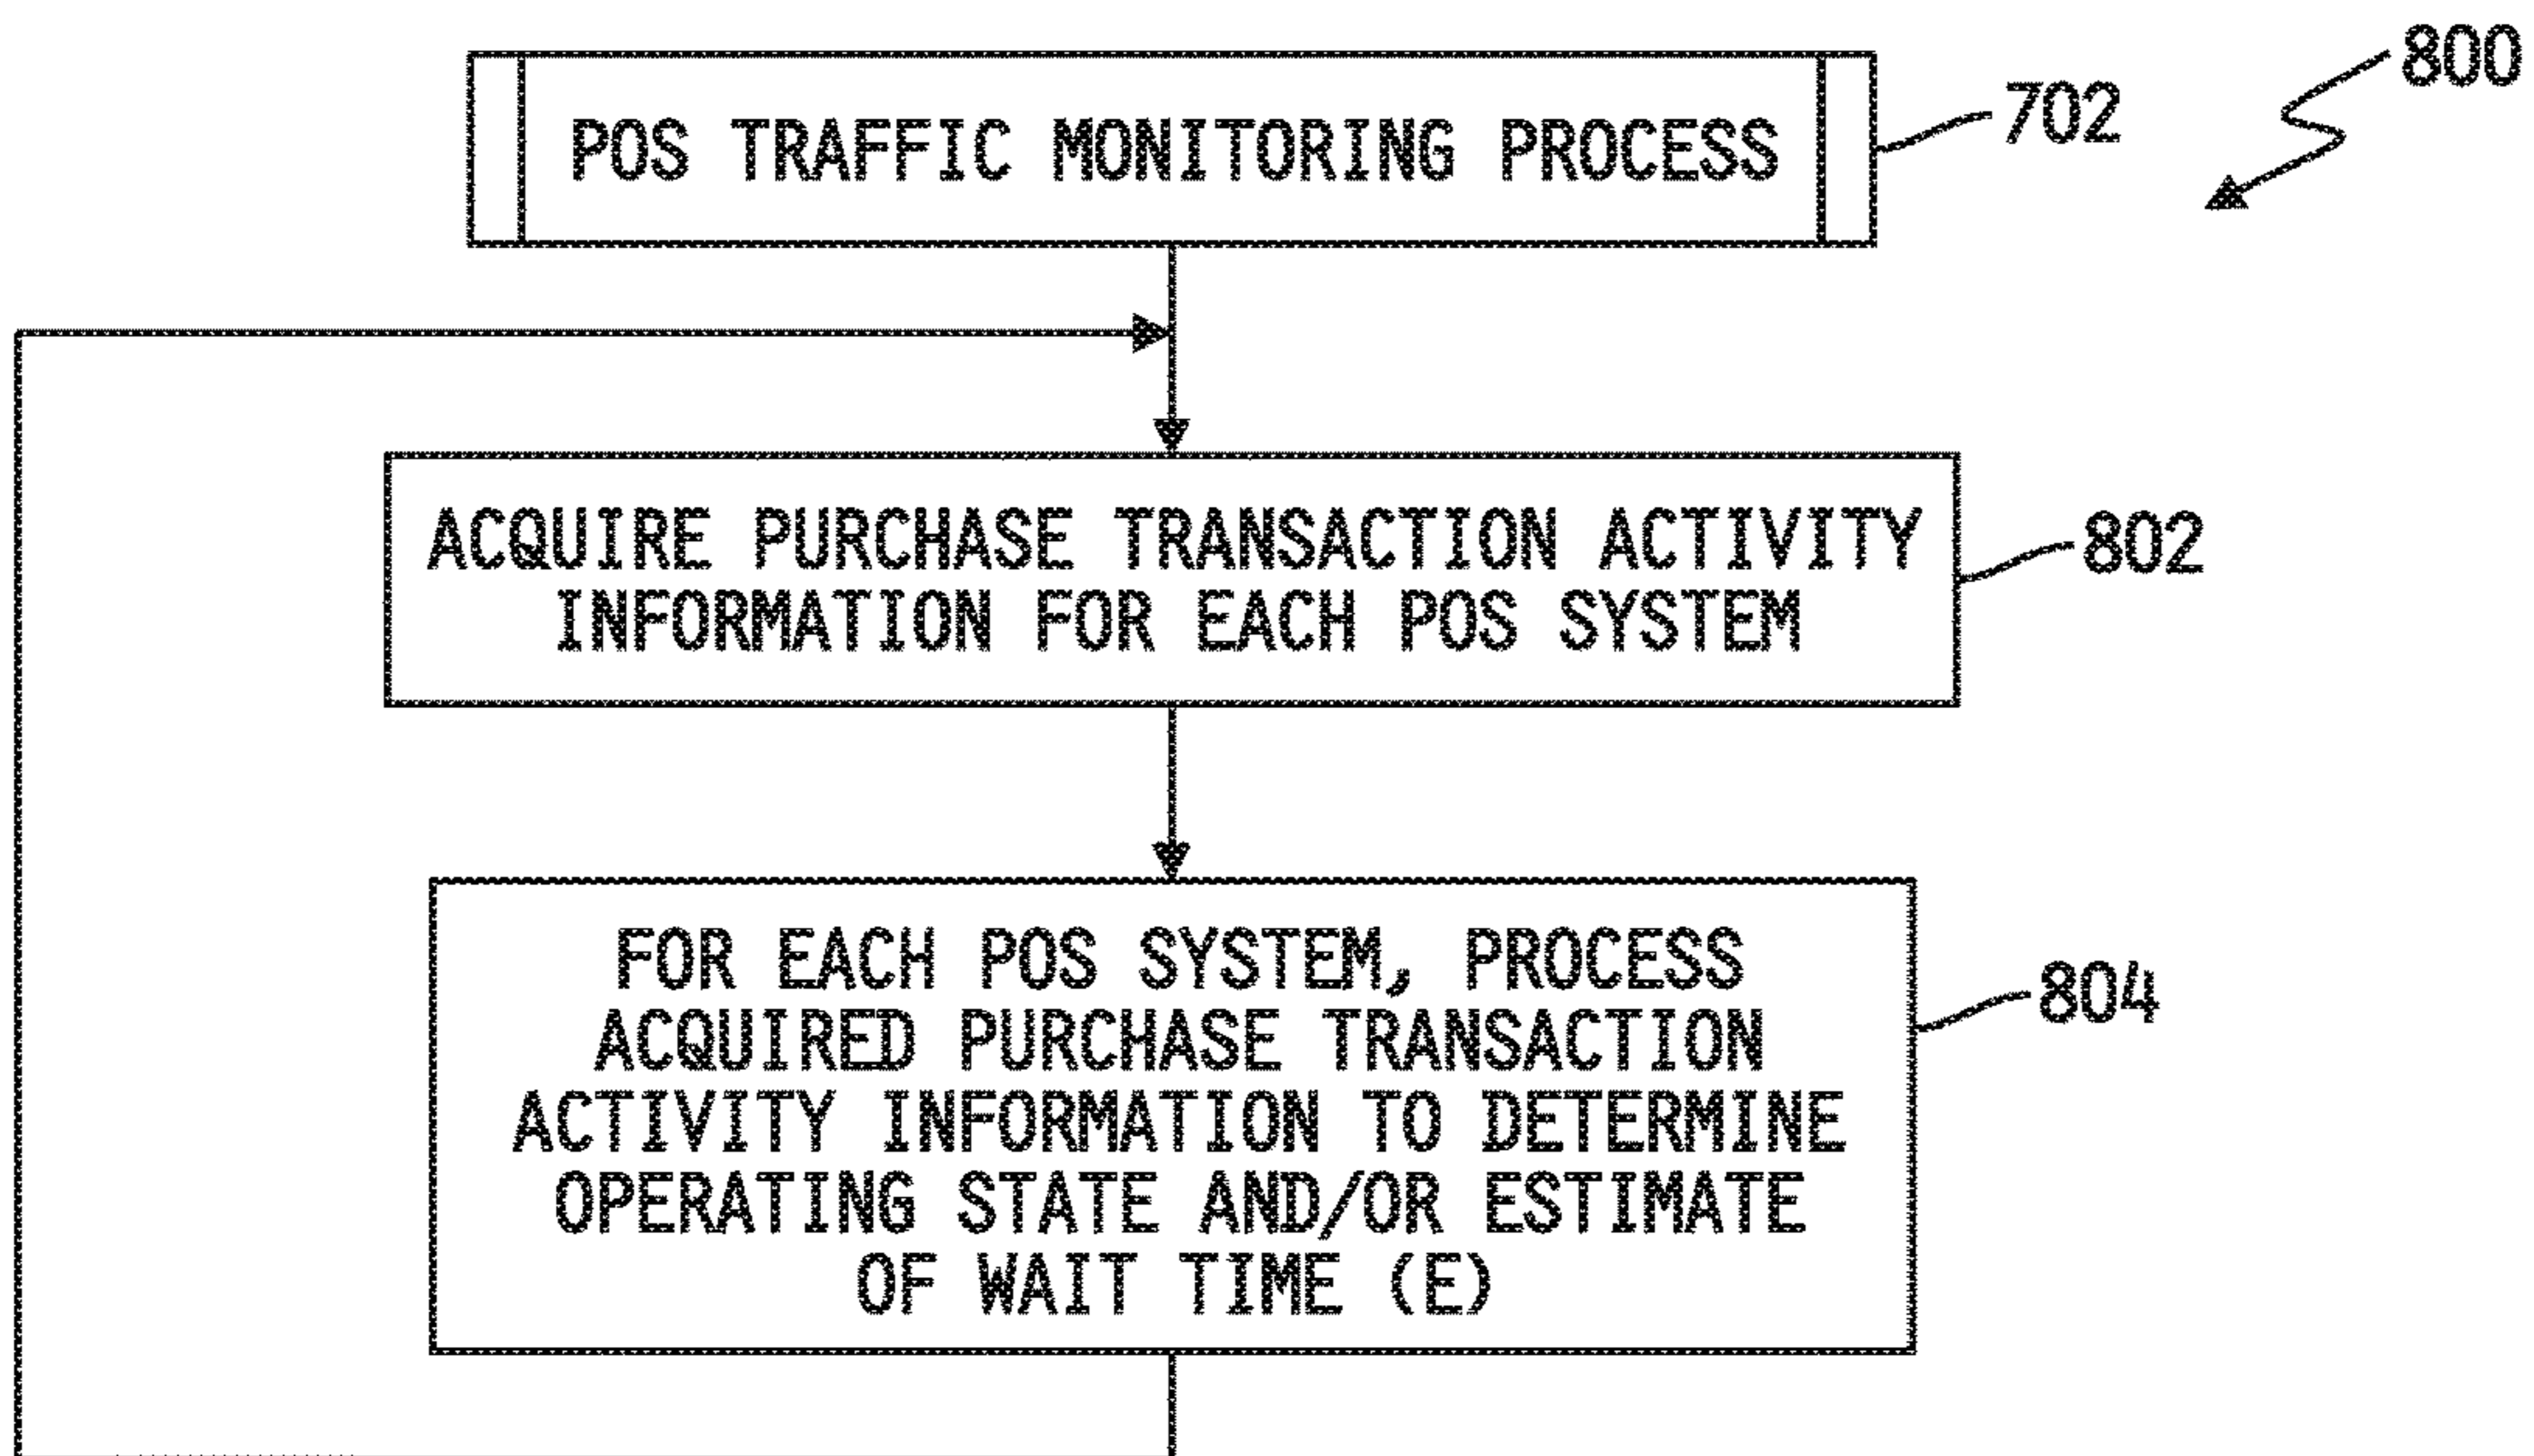 800
POS TRAFFIC MONITORING PROCESS
702
ACQUIRE PURCHASE TRANSACTION ACTIVITY
INFORMATION FOR EACH POS SYSTEM
802
FOR EACH POS SYSTEM, PROCESS
ACQUIRED PURCHASE TRANSACTION
ACTIVITY INFORMATION TO DETERMINE
OPERATING STATE AND/OR ESTIMATE
OF WAIT TIME (E)
804